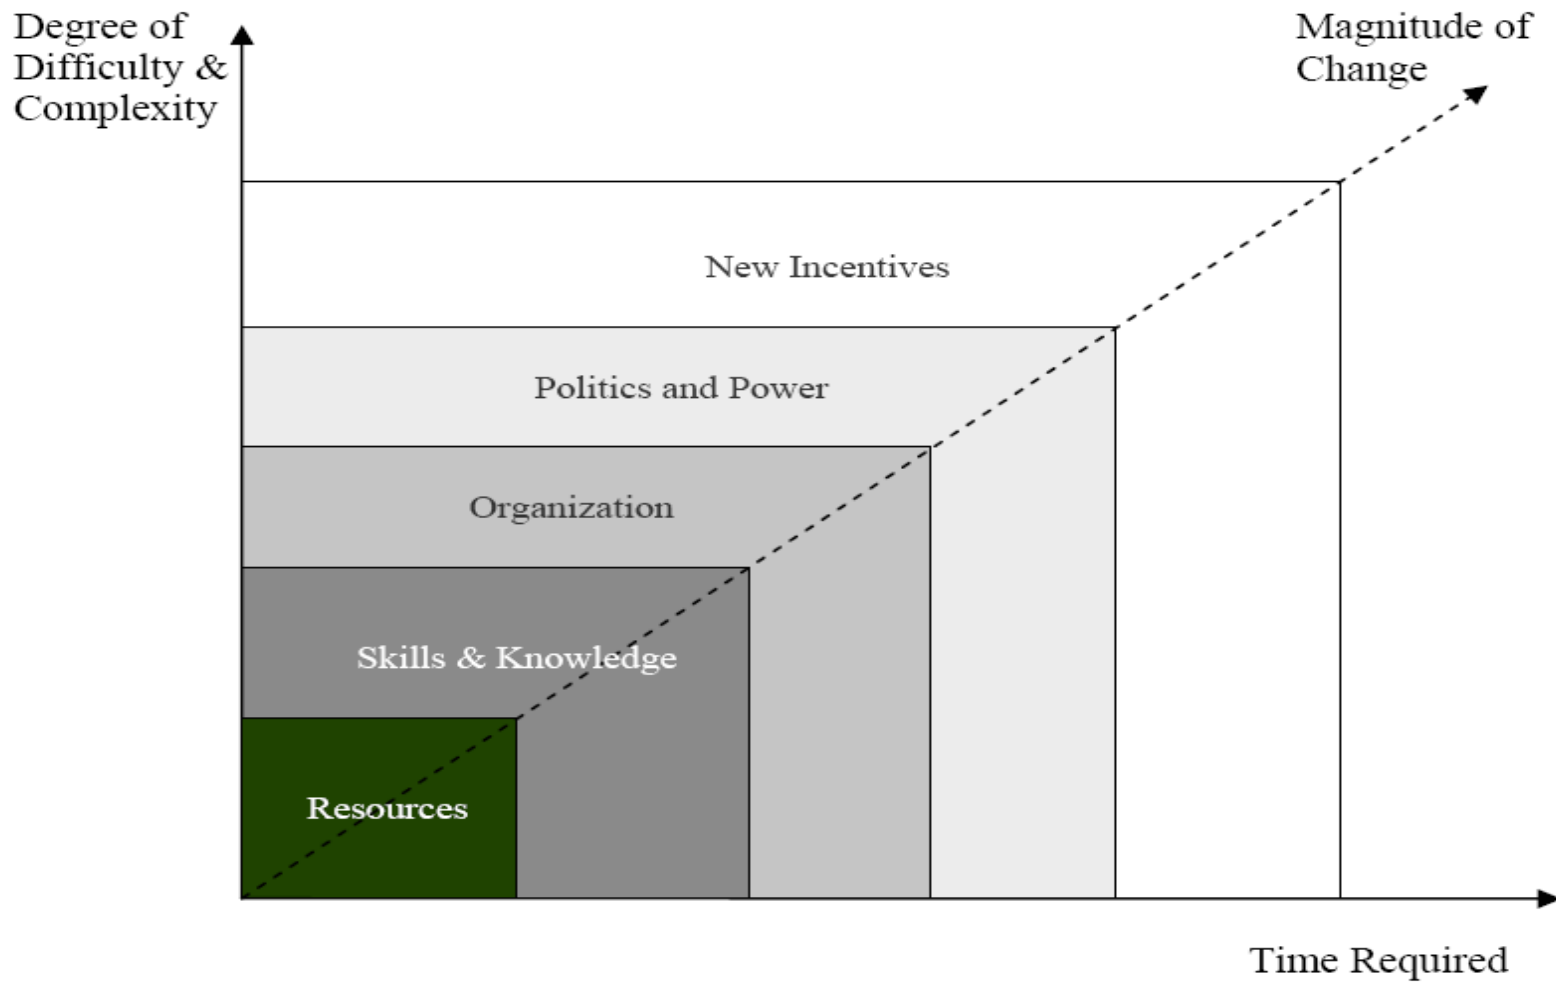 Degree of
Difficulty &
Complexity
Magnitude of
Change
New Incentives
Politics and Power
Organization
Skills & Knowledge
Resources
Time Required